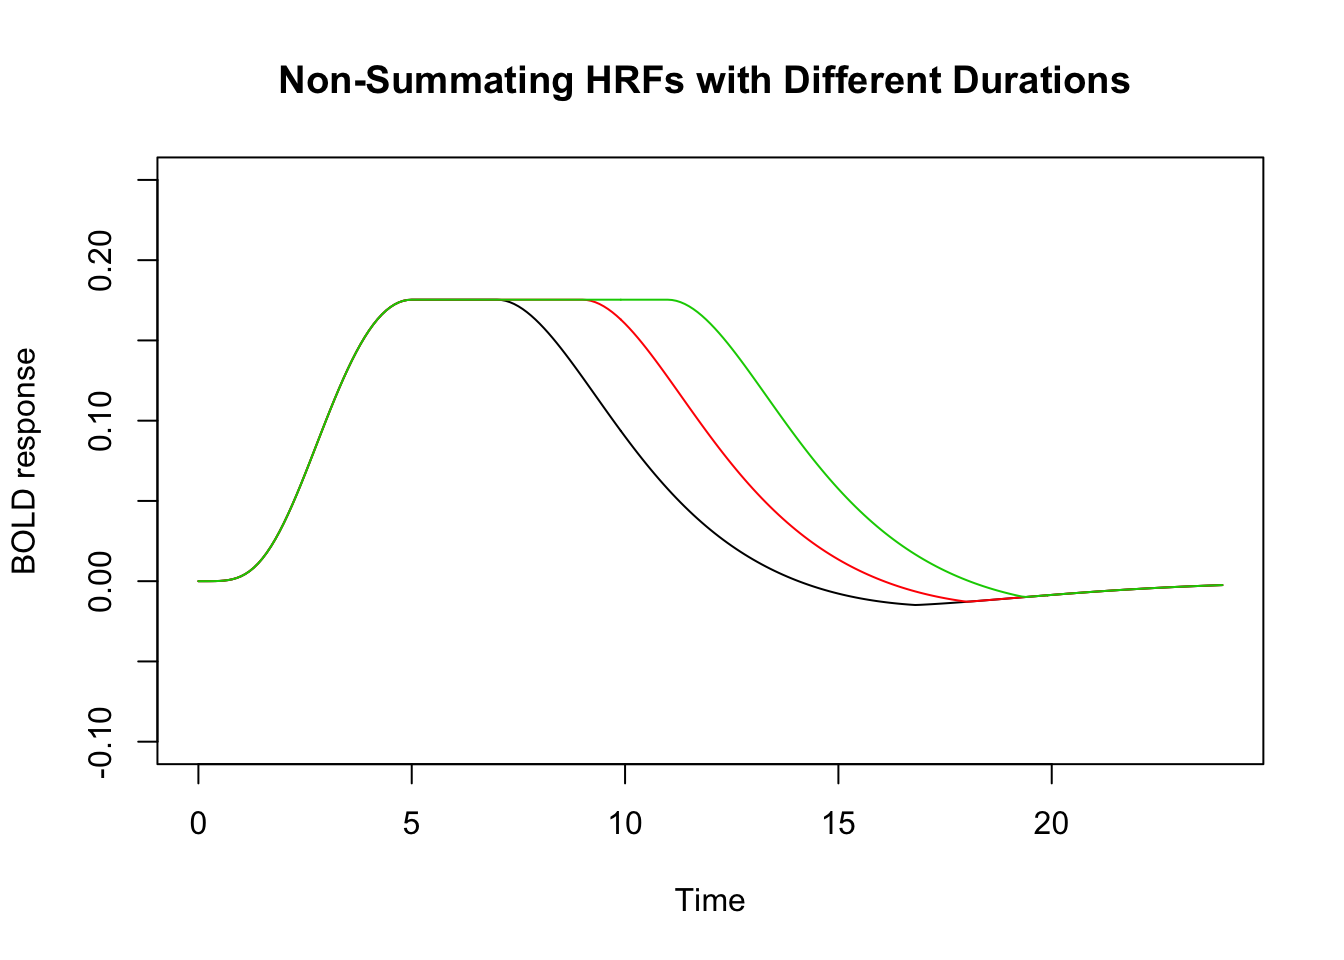 Non-Summating HRFs with Different Durations
BOLD response
0.20
0.10
0.00
-0.10
0 5 10 15 20
Time